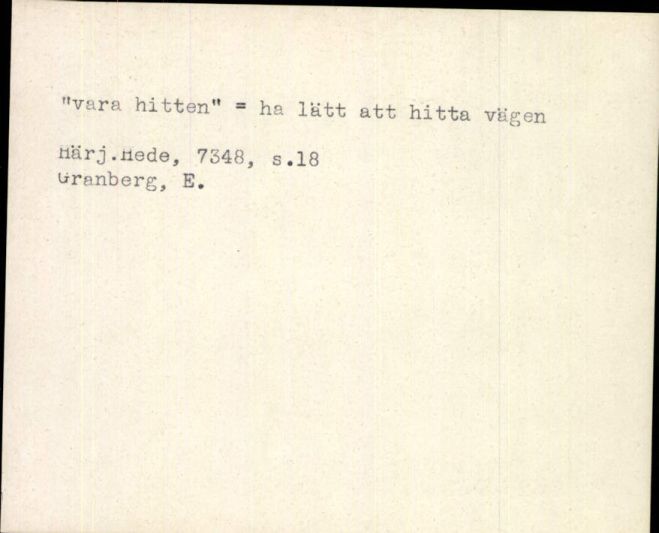 "vara hitten" = ha lätt att hitta vägen
Härj.Hede, 7348, s.18
Granberg, E.